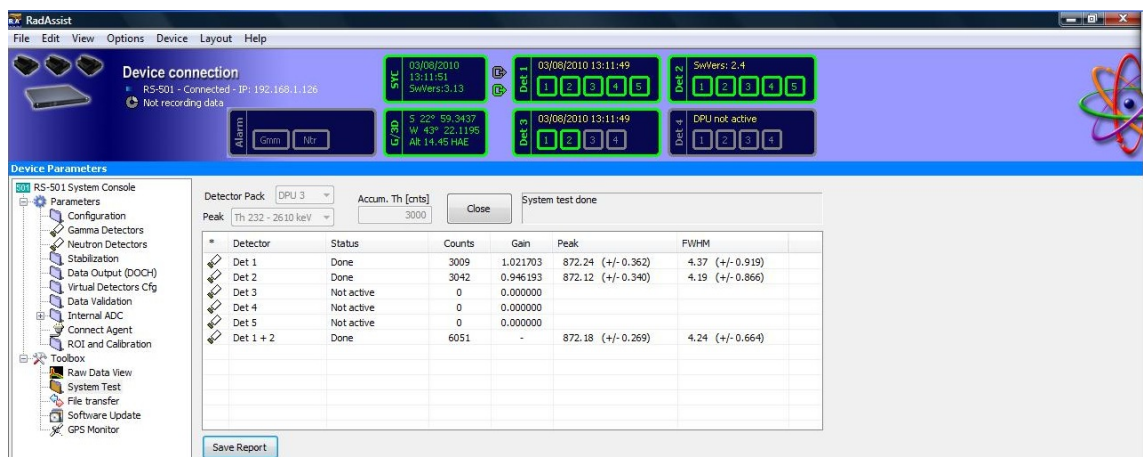 RadAssist
File Edit View Options Device Layout Help
Device connection
RS-501 - Connected - IP: 192.168.1.126
Not recording data
Alarm
Gmm Ntr
SYC
03/08/2010
13:11:51
SwVers:3.13
G/3D
S 22° 59.3437
W 43° 22.1195
Alt 14.45 HAE
Det 1
03/08/2010 13:11:49
1 2 3 4 5
Det 2
SwVers: 2.4
1 2 3 4 5
Det 3
03/08/2010 13:11:49
1 2 3 4
Det 4
DPU not active
1 2 3 4
Device Parameters
501 RS-501 System Console
Parameters
Configuration
Gamma Detectors
Neutron Detectors
Stabilization
Data Output (DOCH)
Virtual Detectors Cfg
Data Validation
Internal ADC
Connect Agent
ROI and Calibration
Toolbox
Raw Data View
System Test
File transfer
Software Update
GPS Monitor
Detector Pack DPU 3 Accum. Th [cnts] Close System test done
Peak Th 232 - 2610 keV 3000
* Detector Status Counts Gain Peak FWHM
Det 1 Done 3009 1.021703 872.24 (+/- 0.362) 4.37 (+/- 0.919)
Det 2 Done 3042 0.946193 872.12 (+/- 0.340) 4.19 (+/- 0.866)
Det 3 Not active 0 0.000000
Det 4 Not active 0 0.000000
Det 5 Not active 0 0.000000
Det 1 + 2 Done 6051 - 872.18 (+/- 0.269) 4.24 (+/- 0.664)
Save Report